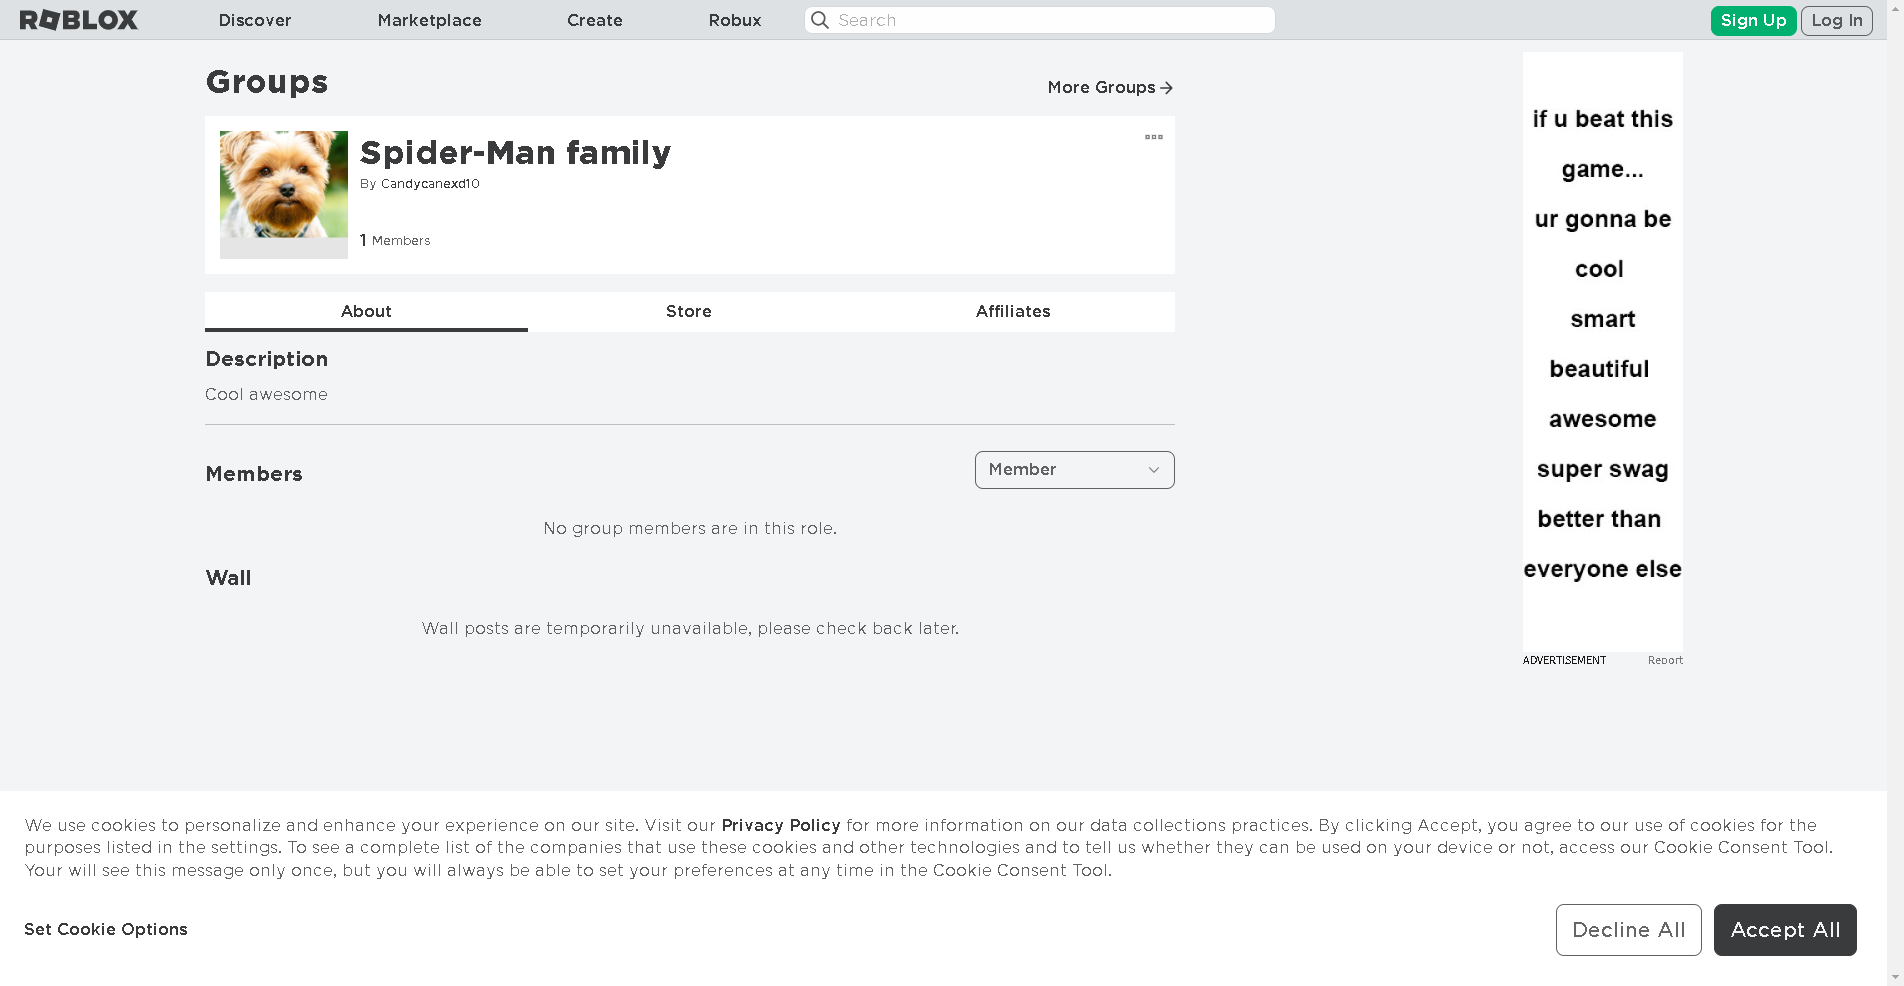 ROBLOX
Discover
Marketplace
Create
Robux
Search
Sign Up
Log In
Groups
More Groups
Spider-Man family
By Candycanexd10
1 Members
About
Store
Affiliates
Description
Cool awesome
Members
Member
No group members are in this role.
Wall
Wall posts are temporarily unavailable, please check back later.
if u beat this
game...
ur gonna be
cool
smart
beautiful
awesome
super swag
better than
everyone else
ADVERTISEMENT
Report
We use cookies to personalize and enhance your experience on our site. Visit our Privacy Policy for more information on our data collections practices. By clicking Accept, you agree to our use of cookies for the
purposes listed in the settings. To see a complete list of the companies that use these cookies and other technologies and to tell us whether they can be used on your device or not, access our Cookie Consent Tool.
Your will see this message only once, but you will always be able to set your preferences at any time in the Cookie Consent Tool.
Set Cookie Options
Decline All
Accept All